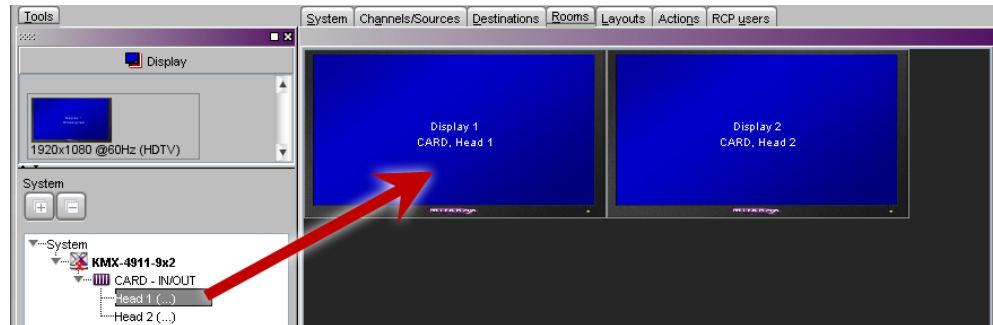 Tools
System Channels/Sources Destinations Rooms Layouts Actions RCP users
Display
1920x1080 @60Hz (HDTV)
System
System
KMX-4911-9x2
CARD - IN/OUT
Head 1 (...)
Head 2 (...)
Display 1
CARD, Head 1
Display 2
CARD, Head 2